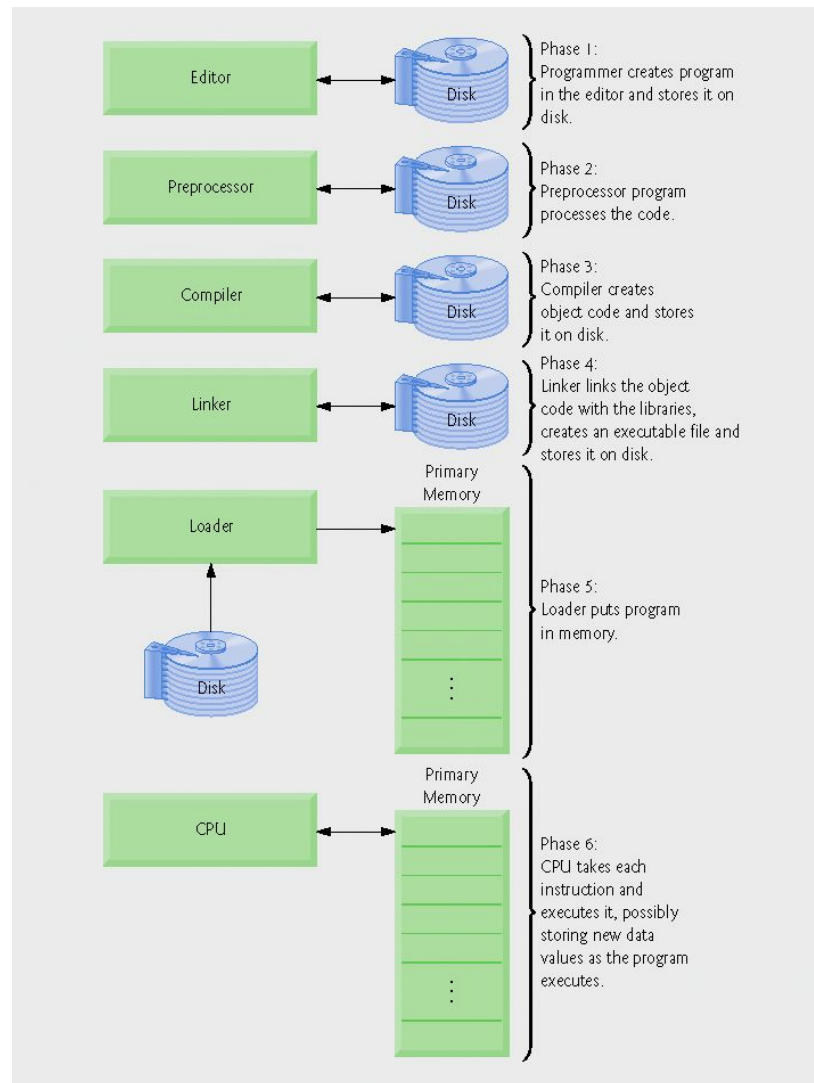 Editor
Disk
Phase 1:
Programmer creates program
in the editor and stores it on
disk.
Preprocessor
Disk
Phase 2:
Preprocessor program
processes the code.
Compiler
Disk
Phase 3:
Compiler creates
object code and stores
it on disk.
Linker
Disk
Phase 4:
Linker links the object
code with the libraries,
creates an executable file and
stores it on disk.
Primary
Memory
Loader
Disk
Phase 5:
Loader puts program
in memory.
Primary
Memory
CPU
Phase 6:
CPU takes each
instruction and
executes it, possibly
storing new data
values as the program
executes.